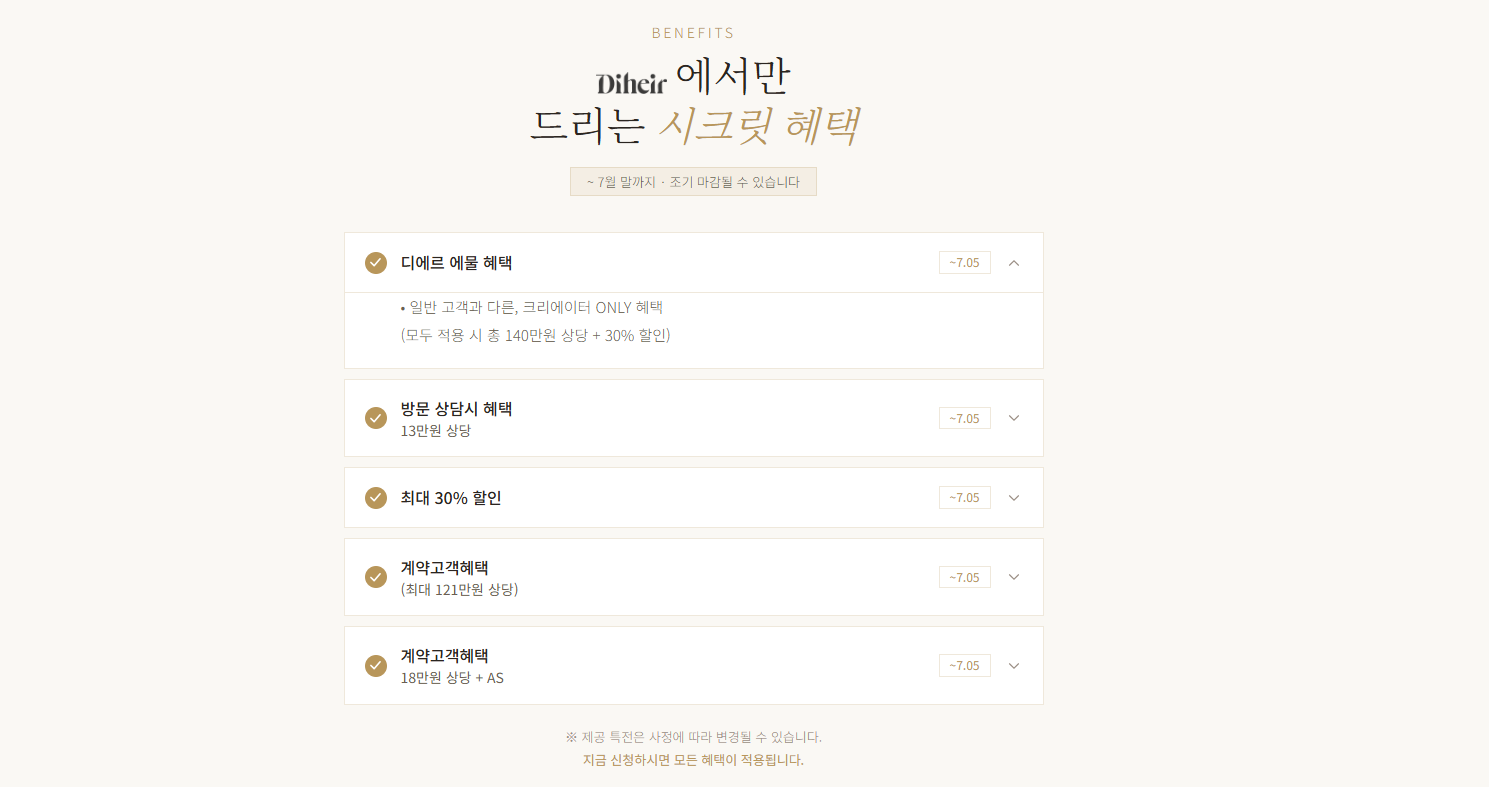 BENEFITS
Diheir 에서만
드리는 시크릿 혜택
~ 7월 말까지 · 조기 마감될 수 있습니다
디에르 예물 혜택
~7.05
• 일반 고객과 다른, 크리에이터 ONLY 혜택
(모두 적용 시 총 140만원 상당 + 30% 할인)
방문 상담시 혜택
13만원 상당
~7.05
최대 30% 할인
~7.05
계약고객혜택
(최대 121만원 상당)
~7.05
계약고객혜택
18만원 상당 + AS
~7.05
※ 제공 특전은 사정에 따라 변경될 수 있습니다.
지금 신청하시면 모든 혜택이 적용됩니다.